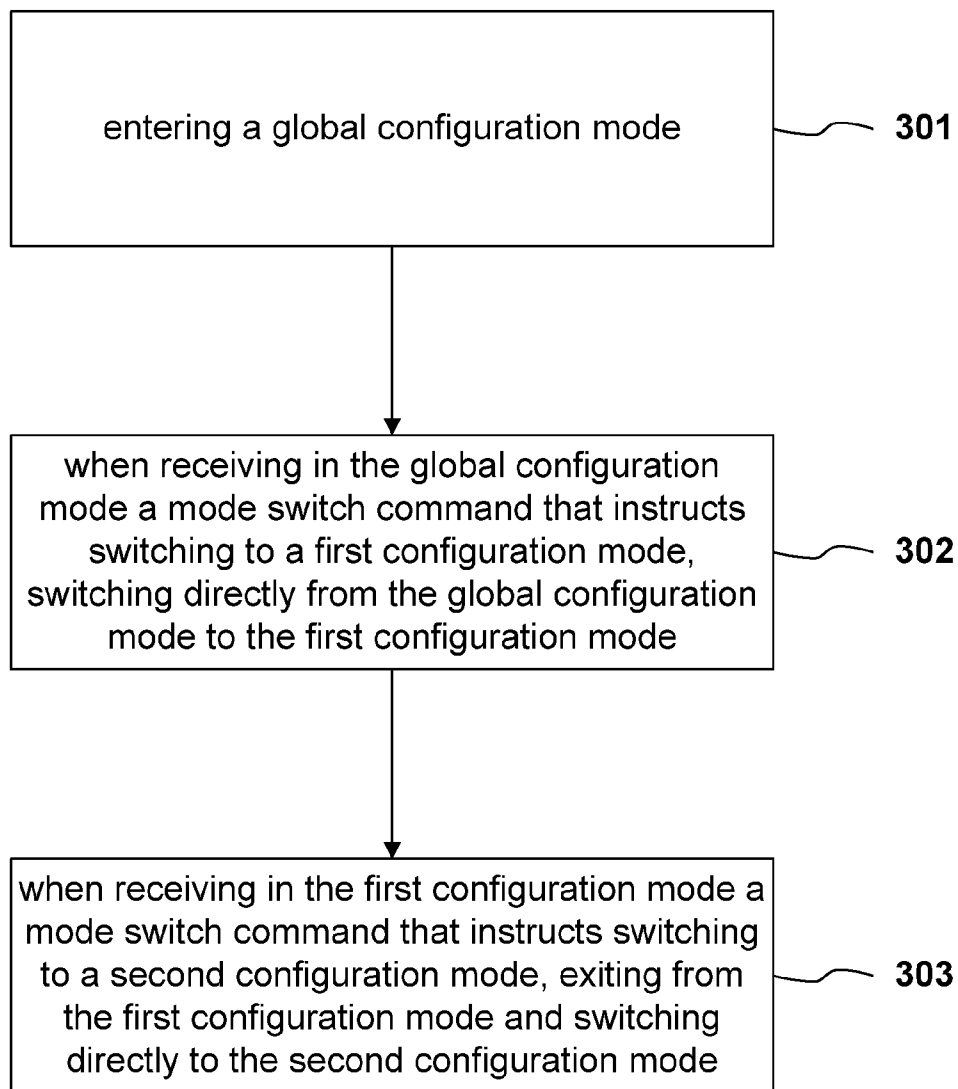 entering a global configuration mode
301
when receiving in the global configuration
mode a mode switch command that instructs
switching to a first configuration mode,
switching directly from the global configuration
mode to the first configuration mode
302
when receiving in the first configuration mode a
mode switch command that instructs switching
to a second configuration mode, exiting from
the first configuration mode and switching
directly to the second configuration mode
303